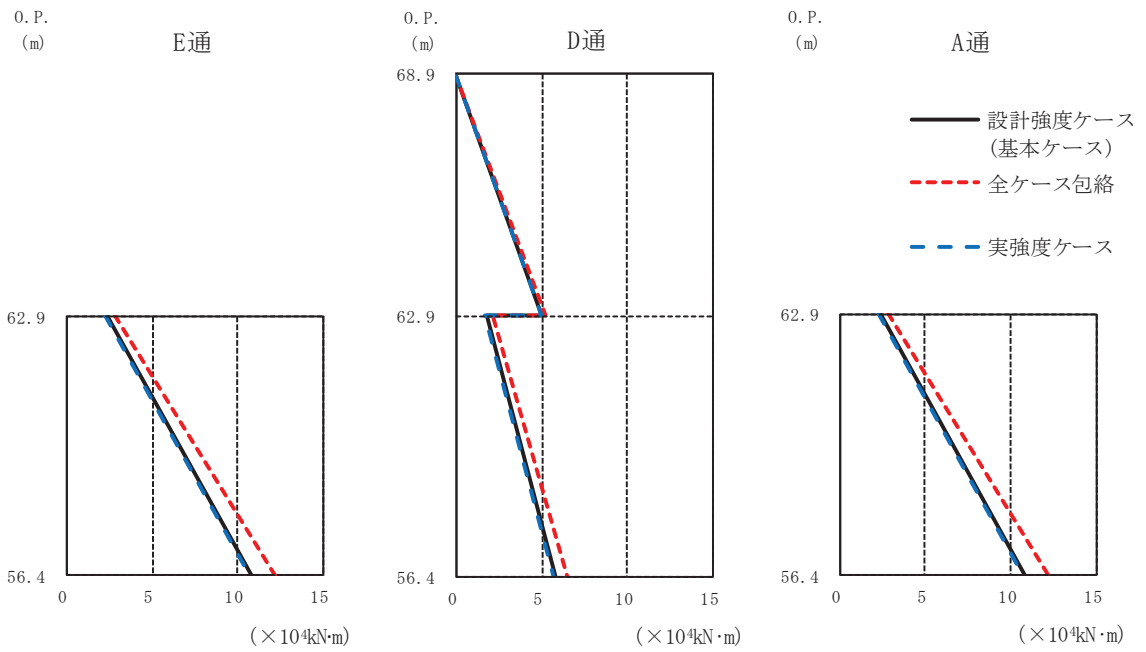 O.P.
(m)
E通
62.9
56.4
0 5 10 15
(×10⁴kN·m)
O.P.
(m)
D通
68.9
62.9
56.4
0 5 10 15
(×10⁴kN·m)
O.P.
(m)
A通
62.9
56.4
0 5 10 15
(×10⁴kN·m)
設計強度ケース
(基本ケース)
全ケース包絡
実強度ケース